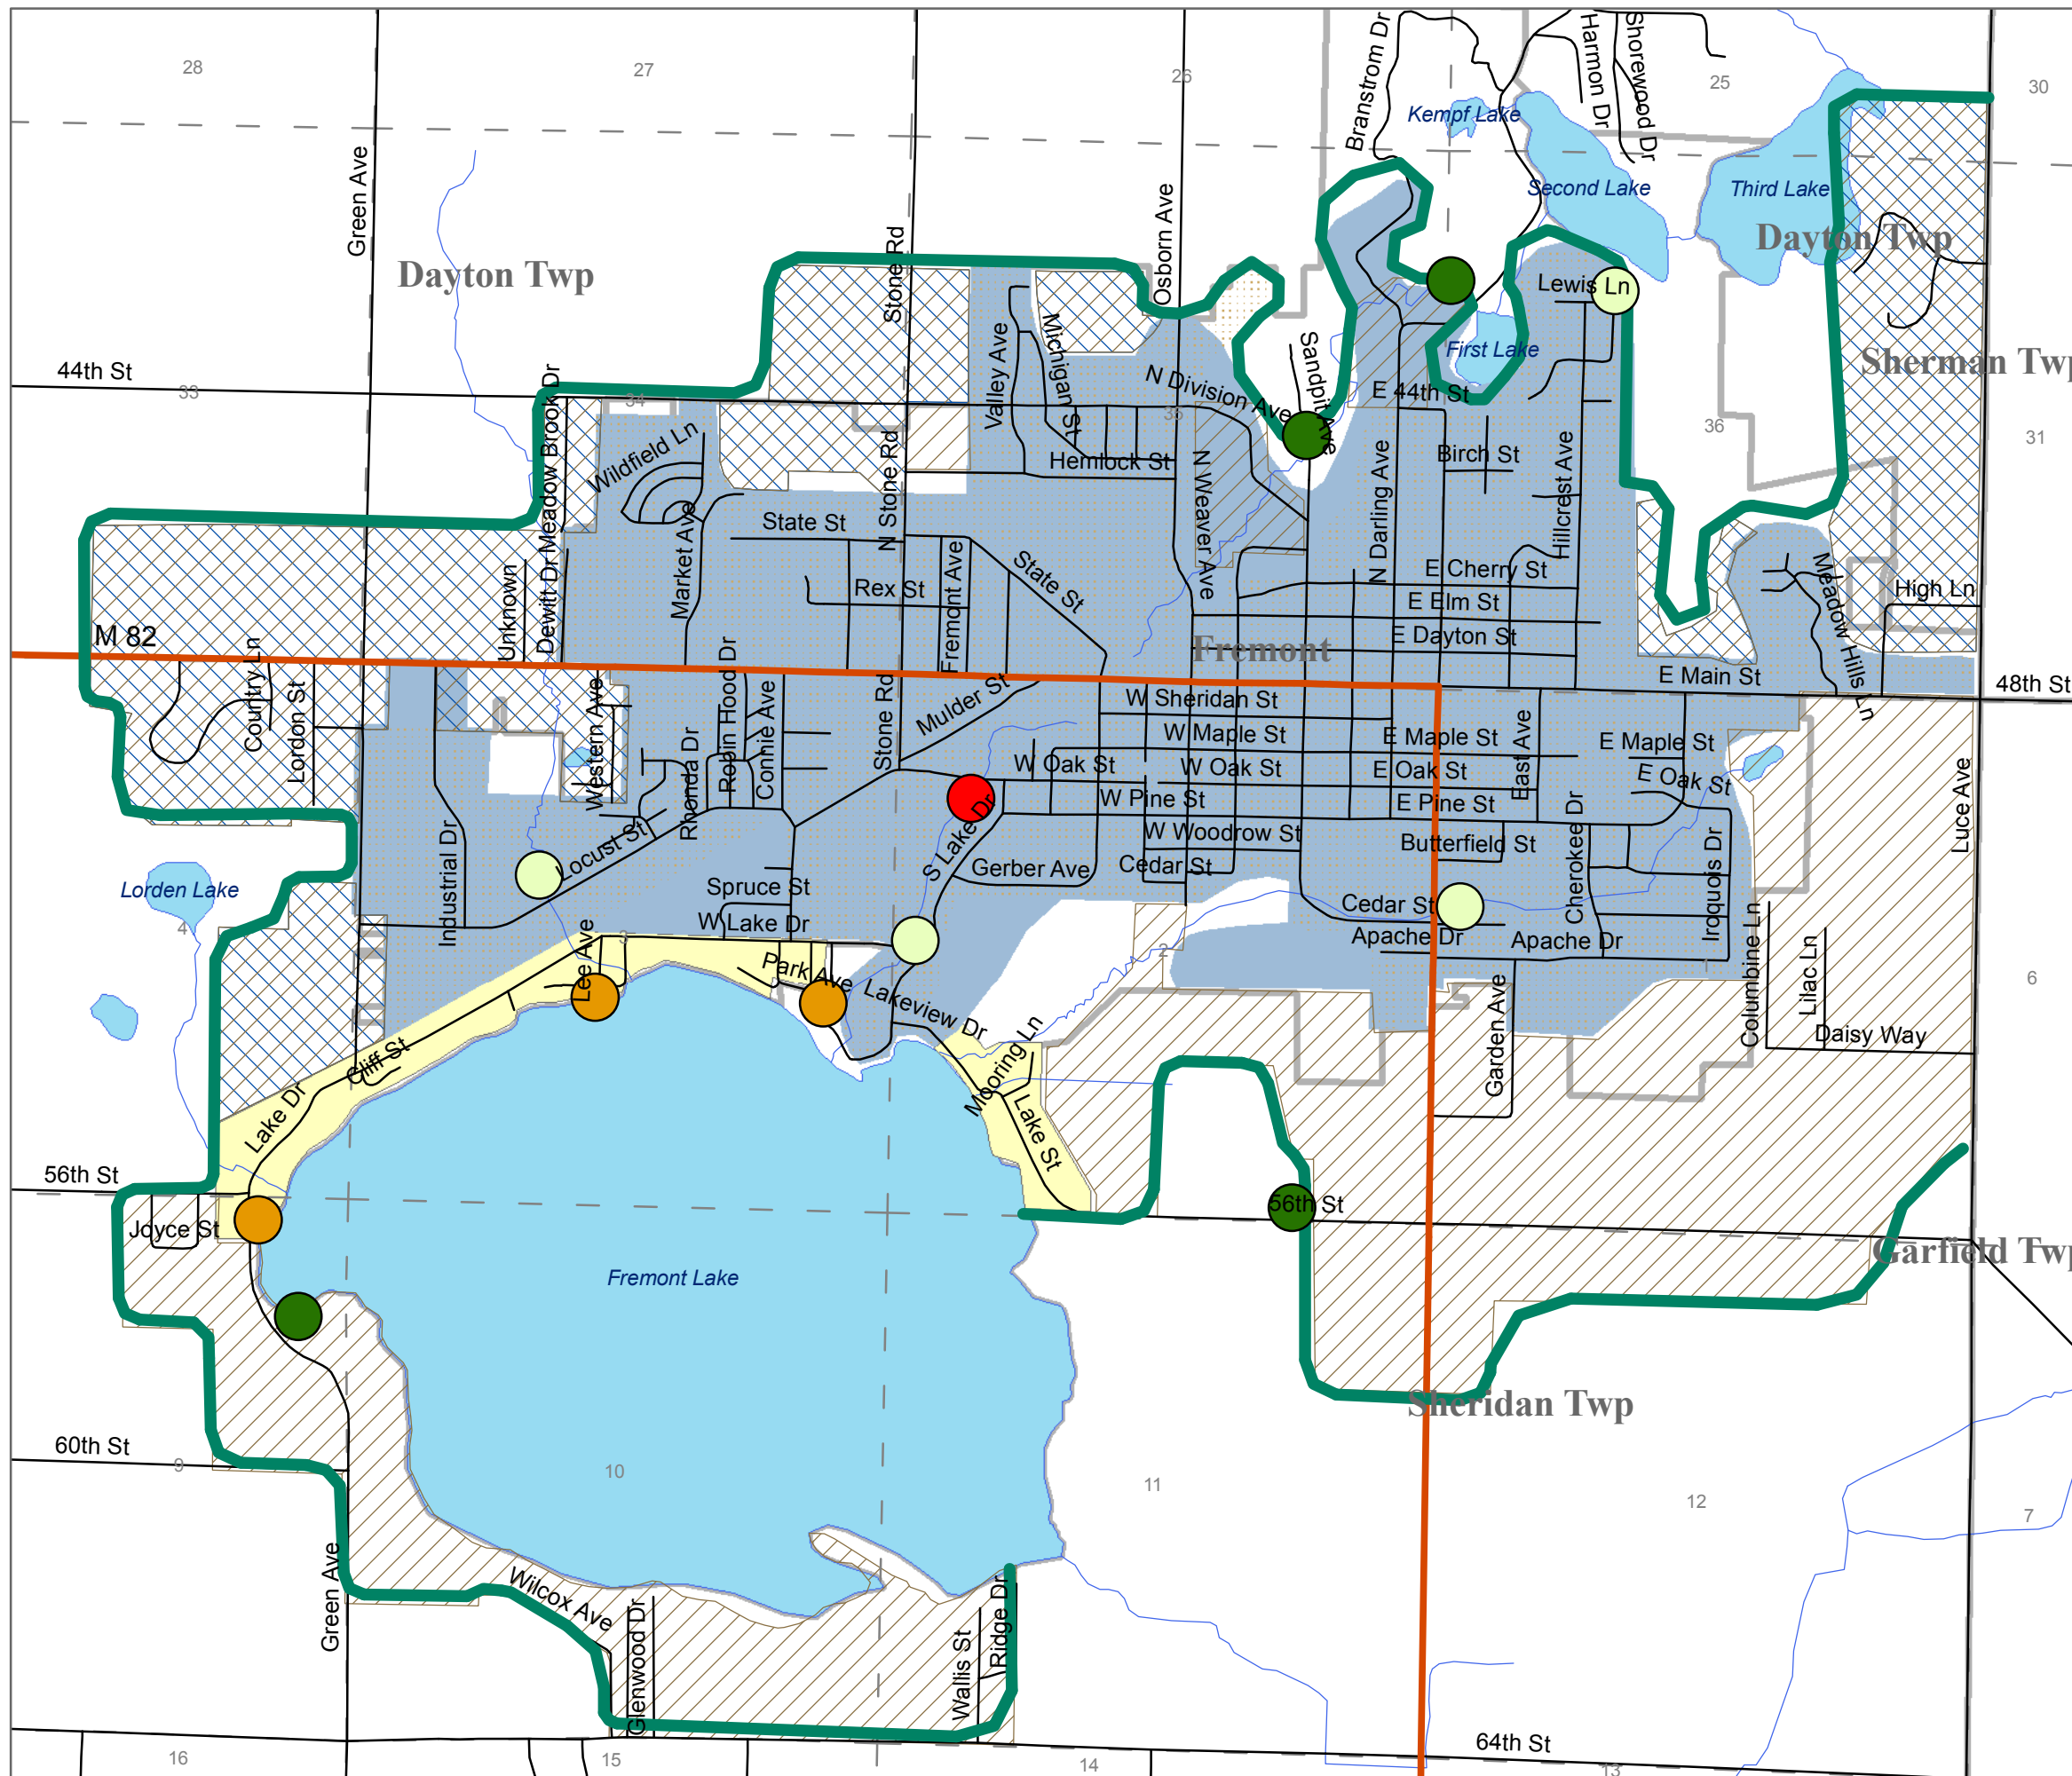 28
27
26
25
30
Branstrom Dr
Harmon Dr
Shorewood Dr
Kempf Lake
Second Lake
Third Lake
Green Ave
Dayton Twp
Stone Rd
Osborn Ave
Dayton Twp
Lewis Ln
First Lake
Sherman Twp
44th St
33
34
35
36
31
Valley Ave
Michigan St
N Division Ave
Sandpit Ave
E 44th St
Meadow Brook Dr
Wildfield Ln
N Stone Rd
Hemlock St
N Weaver Ave
N Darling Ave
Birch St
Hillcrest Ave
State St
Market Ave
Rex St
Fremont Ave
State St
E Cherry St
E Elm St
E Dayton St
Meadow Hills Ln
High Ln
Unknown
Dewitt Dr
M 82
Fremont
E Main St
48th St
Country Ln
Lordon St
Western Ave
Rhonda Dr
Robin Hood Dr
Connie Ave
Stone Rd
Mulder St
W Sheridan St
W Maple St
E Maple St
East Ave
E Maple St
W Oak St
W Oak St
E Oak St
E Oak St
W Pine St
E Pine St
Luce Ave
Industrial Dr
Locust St
S Lake Dr
W Woodrow St
Butterfield St
Gerber Ave
Cedar St
Cherokee Dr
Iroquois Dr
Lorden Lake
Spruce St
W Lake Dr
Cedar St
Apache Dr
Apache Dr
4
3
2
1
6
Lee Ave
Park Ave
Lakeview Dr
Columbine Ln
Lilac Ln
Daisy Way
Garden Ave
Cliff St
Mooring Ln
Lake Dr
Lake St
56th St
56th St
Joyce St
Garfield Twp
Fremont Lake
Sheridan Twp
60th St
9
10
11
12
7
Green Ave
Wilcox Ave
Glenwood Dr
Wallis St
Ridge Dr
64th St
16
15
14
13